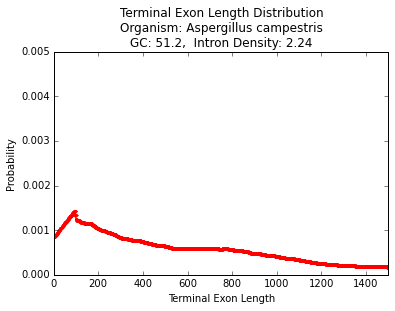 Terminal Exon Length Distribution
Organism: Aspergillus campestris
GC: 51.2,  Intron Density: 2.24
0.005
0.004
0.003
0.002
0.001
0.000
Probability
0 200 400 600 800 1000 1200 1400
Terminal Exon Length